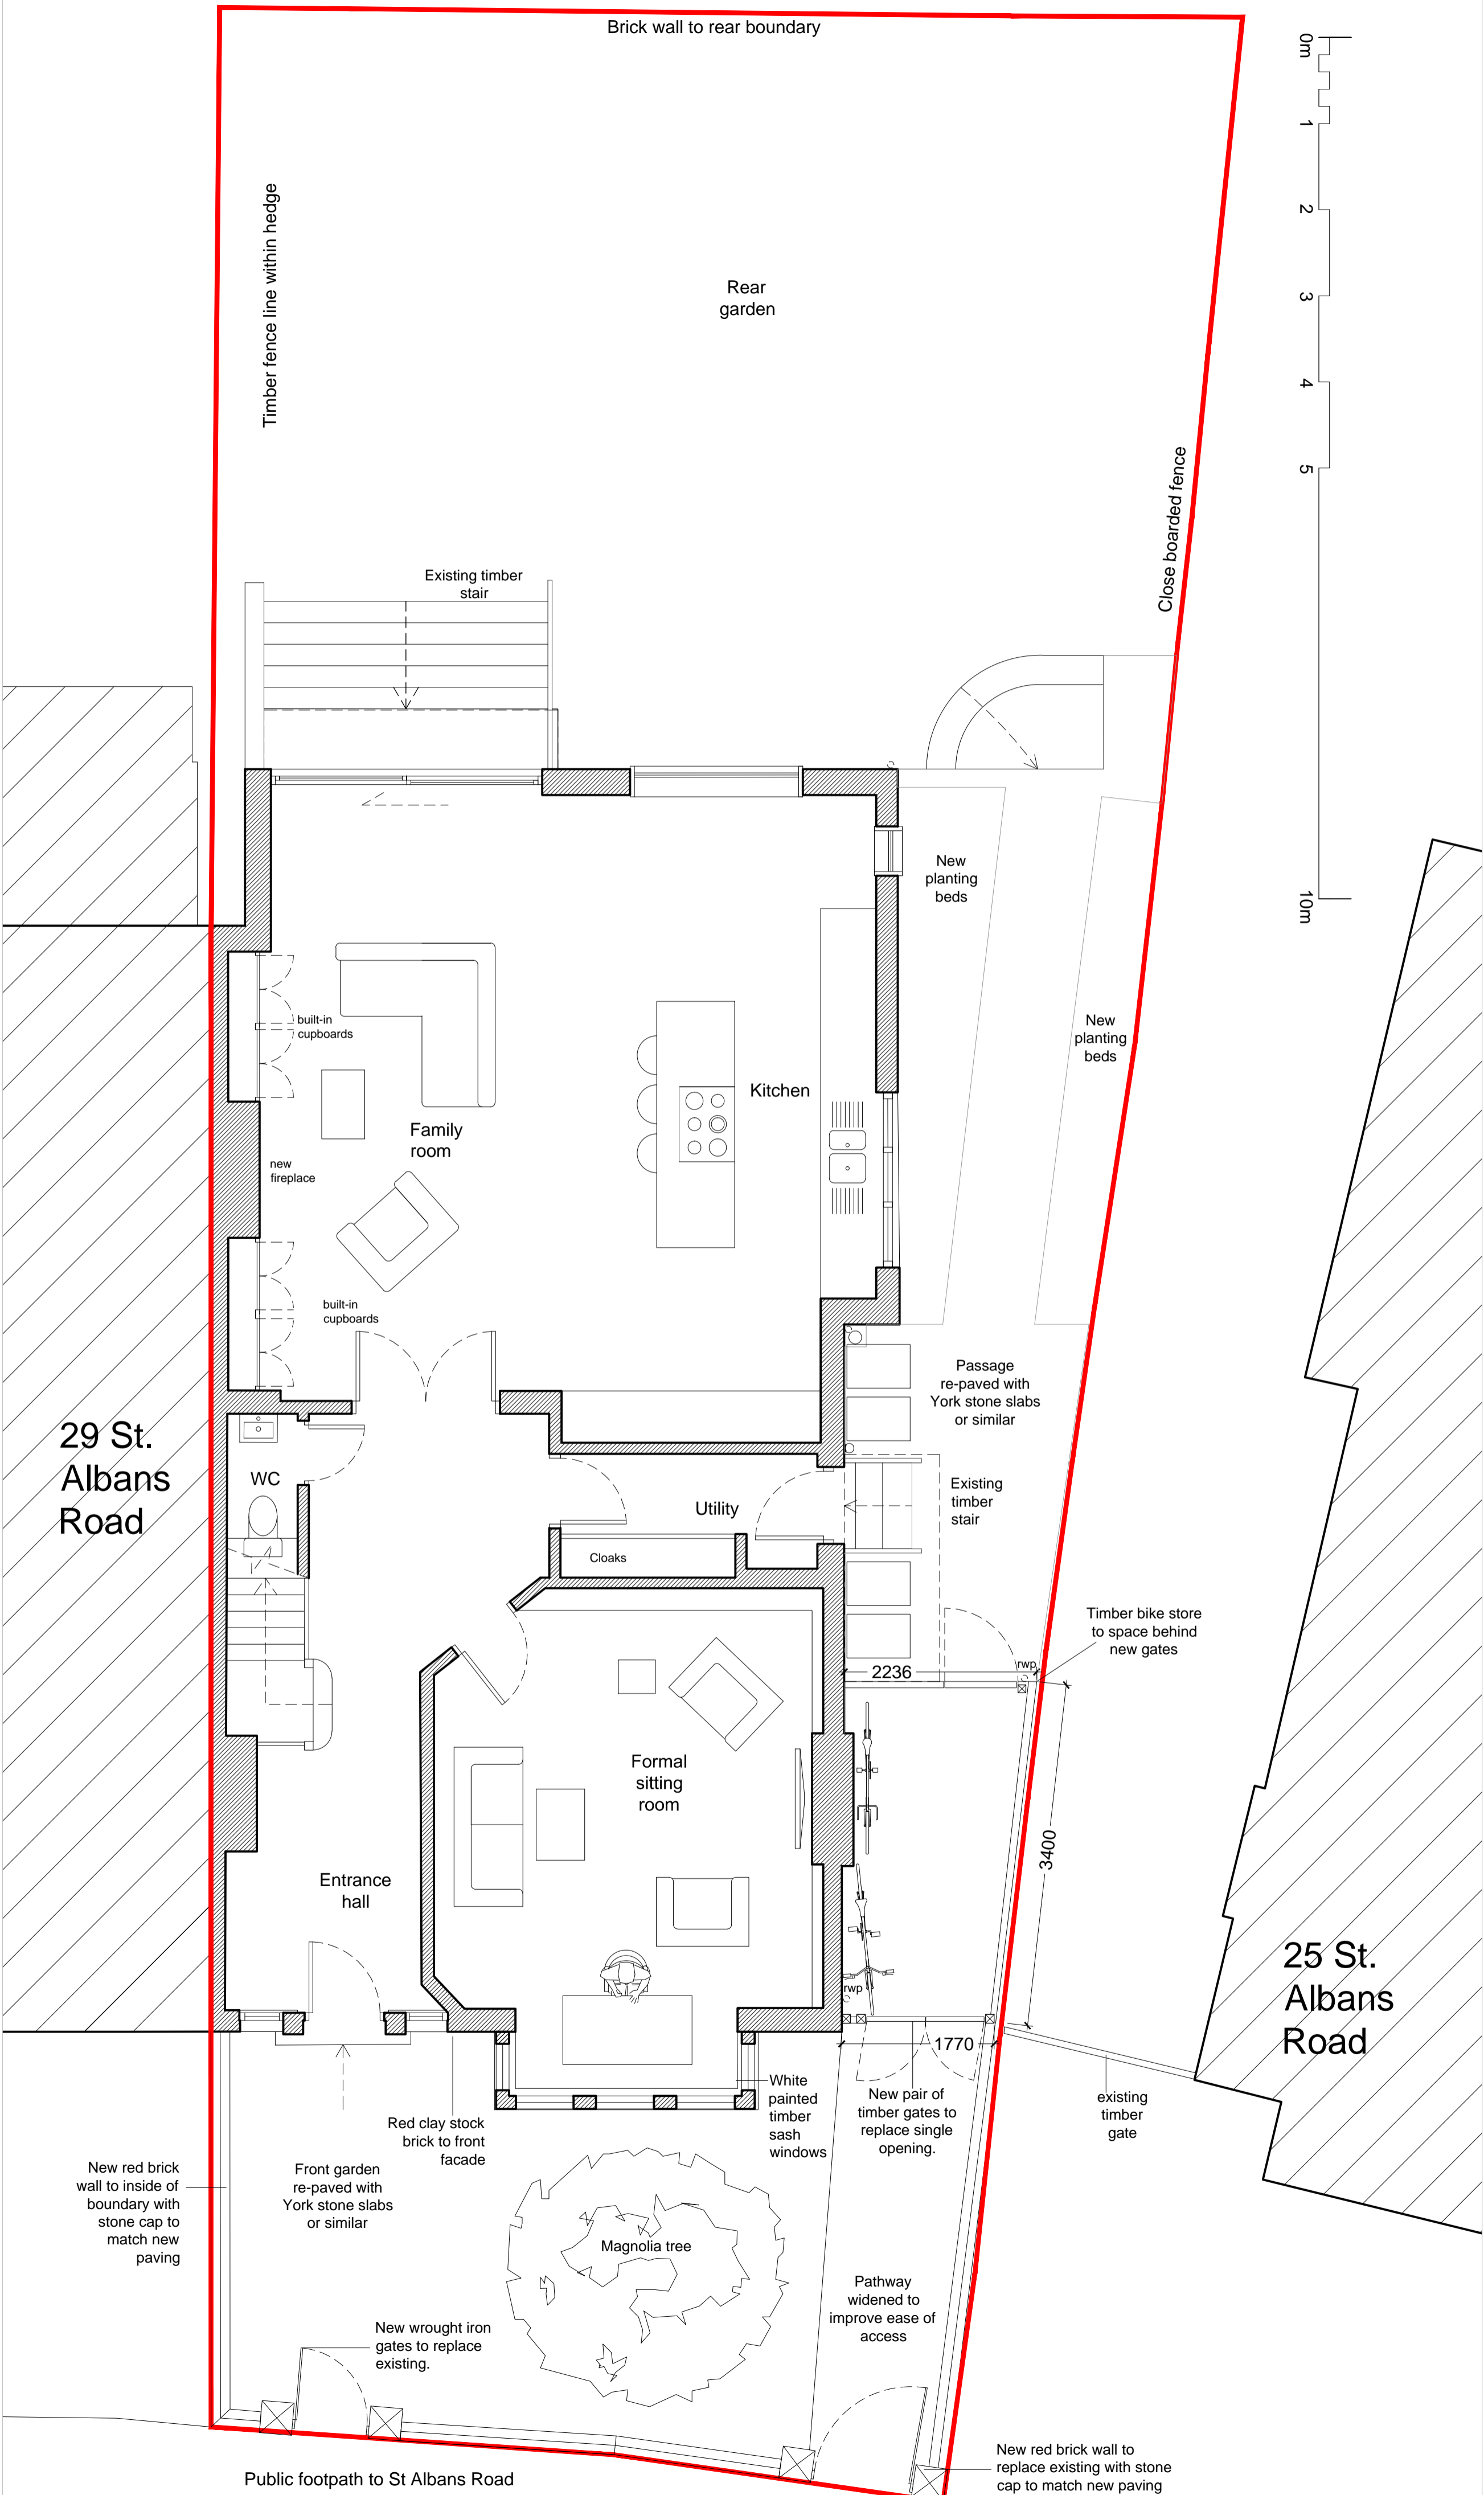 Brick wall to rear boundary
0m
1
2
3
4
5
10m
Timber fence line within hedge
Rear
garden
Close boarded fence
Existing timber
stair
New
planting
beds
built-in
cupboards
New
planting
beds
Kitchen
Family
room
new
fireplace
built-in
cupboards
Passage
re-paved with
York stone slabs
or similar
29 St.
Albans
Road
WC
Utility
Existing
timber
stair
Cloaks
Timber bike store
to space behind
new gates
rwp
2236
Formal
sitting
room
3400
Entrance
hall
25 St.
Albans
Road
rwp
1770
White
painted
timber
sash
windows
New pair of
timber gates to
replace single
opening.
existing
timber
gate
Red clay stock
brick to front
facade
New red brick
wall to inside of
boundary with
stone cap to
match new
paving
Front garden
re-paved with
York stone slabs
or similar
Magnolia tree
Pathway
widened to
improve ease of
access
New wrought iron
gates to replace
existing.
New red brick wall to
replace existing with stone
cap to match new paving
Public footpath to St Albans Road